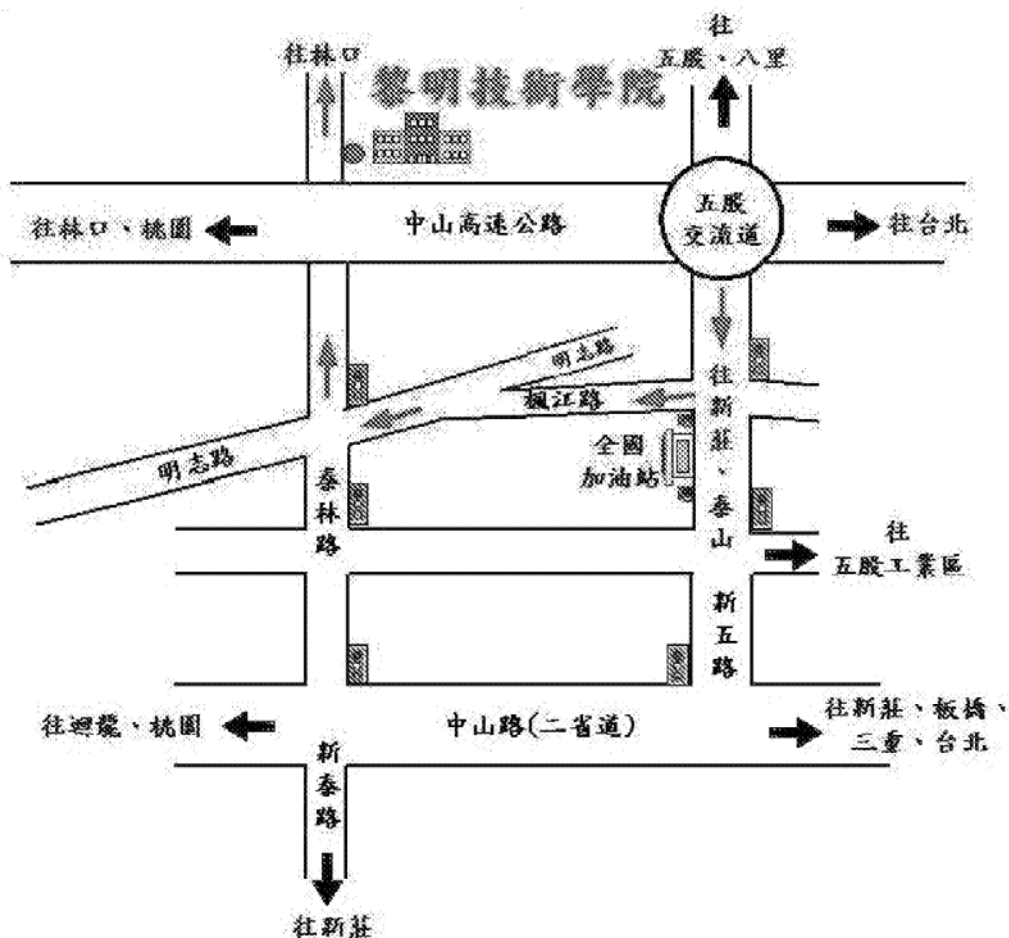 往
五股、八里
往林口
黎明技術學院
五股
交流道
往林口、桃園
中山高速公路
往台北
明志路
楓江路
往新莊、泰山
全國
加油站
明志路
泰林路
往
五股工業區
新五路
往迴龍、桃園
中山路(二省道)
往新莊、板橋、
三重、台北
新泰路
往新莊